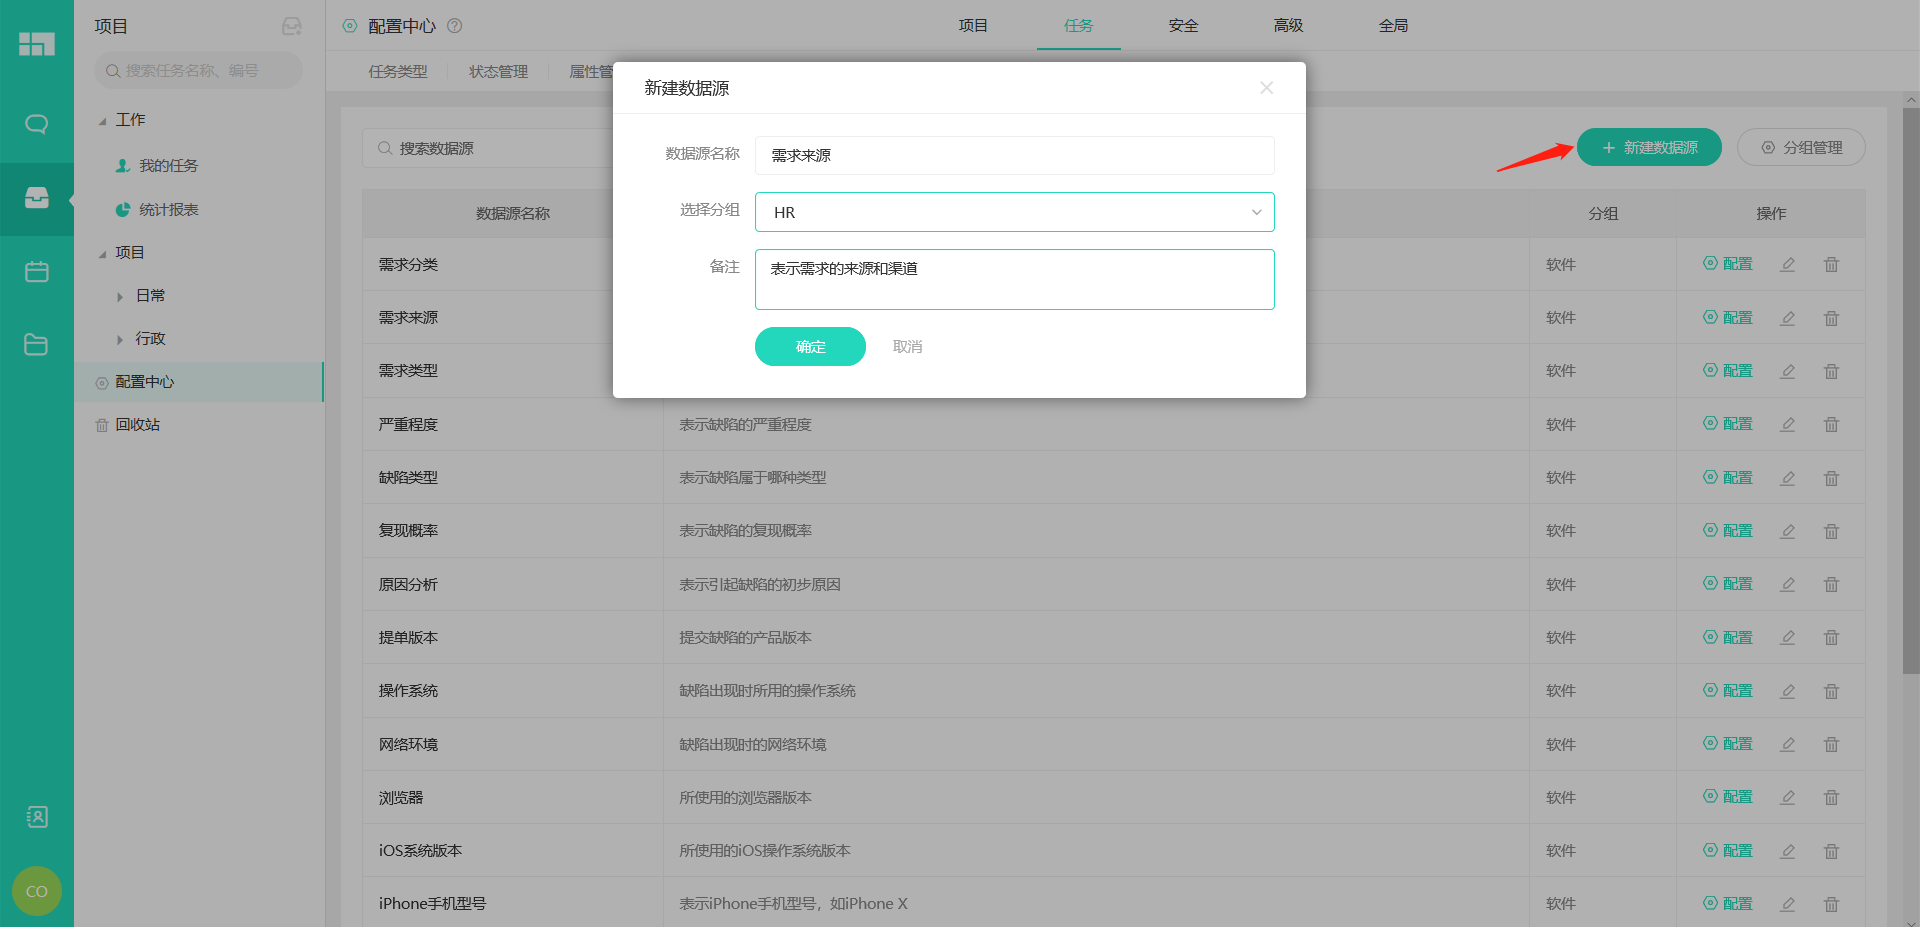 项目
搜索任务名称、编号
工作
我的任务
统计报表
项目
日常
行政
配置中心
回收站
CO
配置中心
项目 任务 安全 高级 全局
任务类型 状态管理 属性管
搜索数据源
新建数据源 分组管理
新建数据源
数据源名称 需求来源
选择分组 HR
备注 表示需求的来源和渠道
确定 取消
数据源名称 分组 操作
需求分类 软件 配置
需求来源 软件 配置
需求类型 软件 配置
严重程度 表示缺陷的严重程度 软件 配置
缺陷类型 表示缺陷属于哪种类型 软件 配置
复现概率 表示缺陷的复现概率 软件 配置
原因分析 表示引起缺陷的初步原因 软件 配置
提单版本 提交缺陷的产品版本 软件 配置
操作系统 缺陷出现时所用的操作系统 软件 配置
网络环境 缺陷出现时的网络环境 软件 配置
浏览器 所使用的浏览器版本 软件 配置
iOS系统版本 所使用的iOS操作系统版本 软件 配置
iPhone手机型号 表示iPhone手机型号，如iPhone X 软件 配置